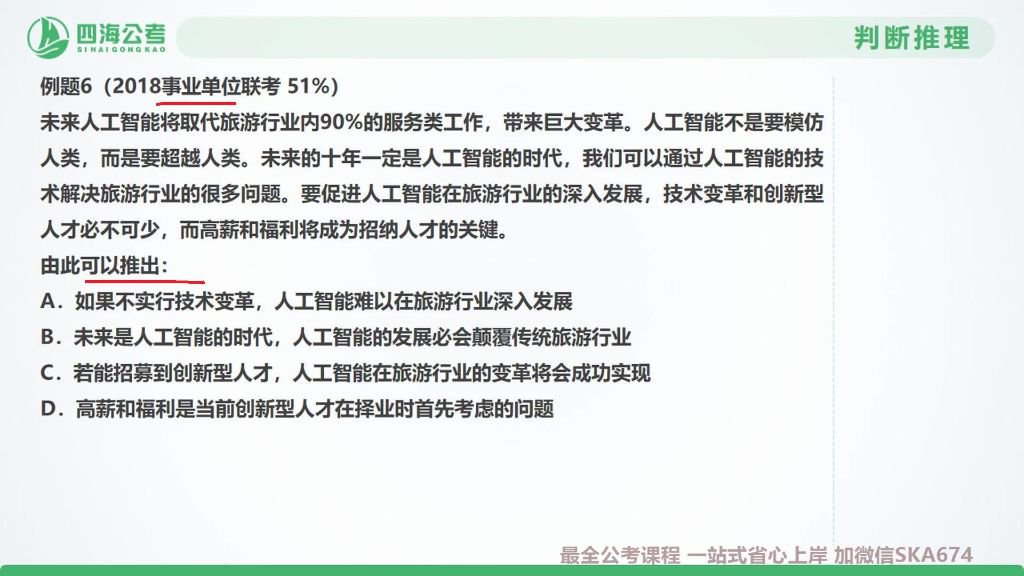 四海公考
SIHAIGONGKAO
判断推理
例题6（2018事业单位联考 51%）
未来人工智能将取代旅游行业内90%的服务类工作，带来巨大变革。人工智能不是要模仿
人类，而是要超越人类。未来的十年一定是人工智能的时代，我们可以通过人工智能的技
术解决旅游行业的很多问题。要促进人工智能在旅游行业的深入发展，技术变革和创新型
人才必不可少，而高薪和福利将成为招纳人才的关键。
由此可以推出：
A．如果不实行技术变革，人工智能难以在旅游行业深入发展
B．未来是人工智能的时代，人工智能的发展必会颠覆传统旅游行业
C．若能招募到创新型人才，人工智能在旅游行业的变革将会成功实现
D．高薪和福利是当前创新型人才在择业时首先考虑的问题
最全公考课程 一站式省心上岸 加微信SKA674